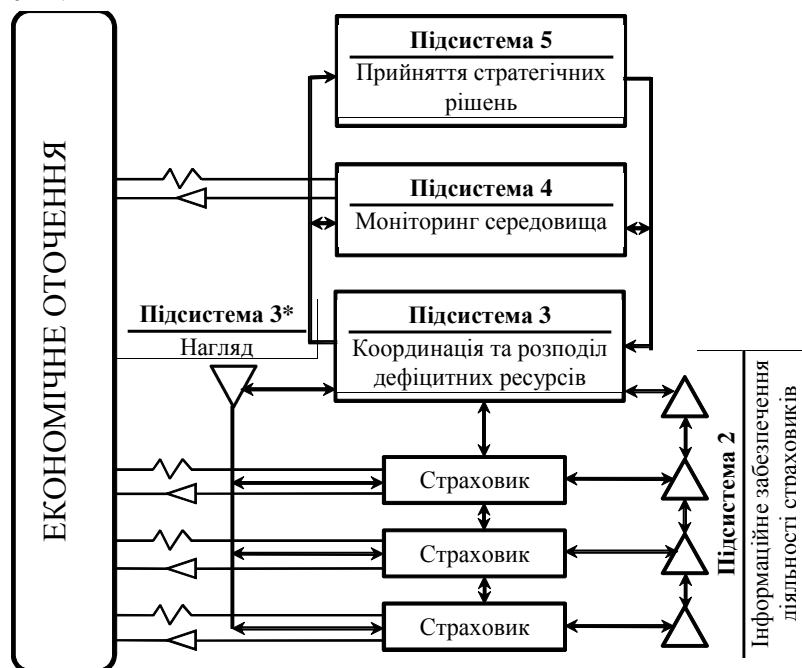 ЕКОНОМІЧНЕ ОТОЧЕННЯ
Підсистема 5
Прийняття стратегічних
рішень
Підсистема 4
Моніторинг середовища
Підсистема 3*
Нагляд
Підсистема 3
Координація та розподіл
дефіцитних ресурсів
Страховик
Страховик
Страховик
Підсистема 2
Інформаційне забезпечення
діяльності страховиків